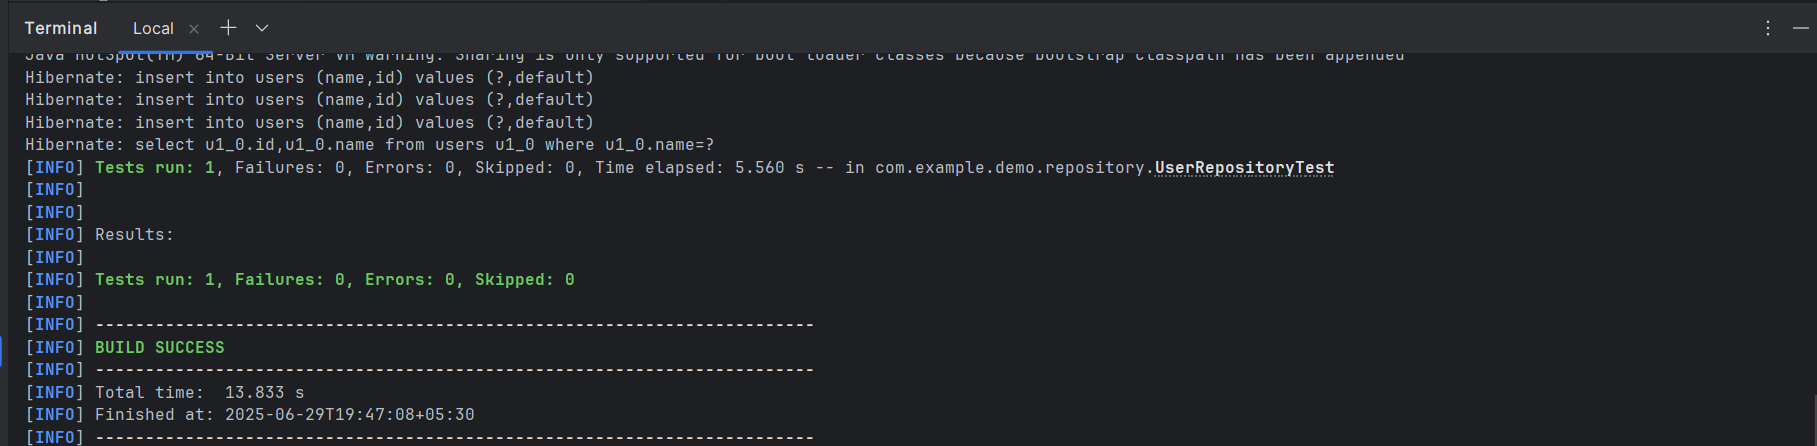 Terminal Local
Java HotSpot(TM) 64-Bit Server VM warning: Sharing is only supported for boot loader classes because bootstrap classpath has been appended
Hibernate: insert into users (name,id) values (?,default)
Hibernate: insert into users (name,id) values (?,default)
Hibernate: insert into users (name,id) values (?,default)
Hibernate: select u1_0.id,u1_0.name from users u1_0 where u1_0.name=?
[INFO] Tests run: 1, Failures: 0, Errors: 0, Skipped: 0, Time elapsed: 5.560 s -- in com.example.demo.repository.UserRepositoryTest
[INFO]
[INFO]
[INFO] Results:
[INFO]
[INFO] Tests run: 1, Failures: 0, Errors: 0, Skipped: 0
[INFO]
[INFO] ------------------------------------------------------------------------
[INFO] BUILD SUCCESS
[INFO] ------------------------------------------------------------------------
[INFO] Total time:  13.833 s
[INFO] Finished at: 2025-06-29T19:47:08+05:30
[INFO] ------------------------------------------------------------------------